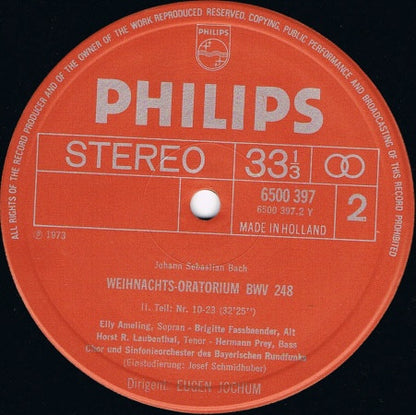 ALL RIGHTS OF THE RECORD PRODUCER AND OF THE OWNER OF THE WORK REPRODUCED RESERVED. COPYING, PUBLIC PERFORMANCE AND BROADCASTING OF THIS RECORD PROHIBITED
PHILIPS
PHILIPS
STEREO
33 1/3
6500 397
6500 397.2 Y
MADE IN HOLLAND
2
℗ 1973
Johann Sebastian Bach
WEIHNACHTS-ORATORIUM BWV 248
II. Teil: Nr. 10-23 (32'25")
Elly Ameling, Sopran - Brigitte Fassbaender, Alt
Horst R. Laubenthal, Tenor - Hermann Prey, Bass
Chor und Sinfonieorchester des Bayerischen Rundfunks
(Einstudierung: Josef Schmidhuber)
Dirigent: EUGEN JOCHUM